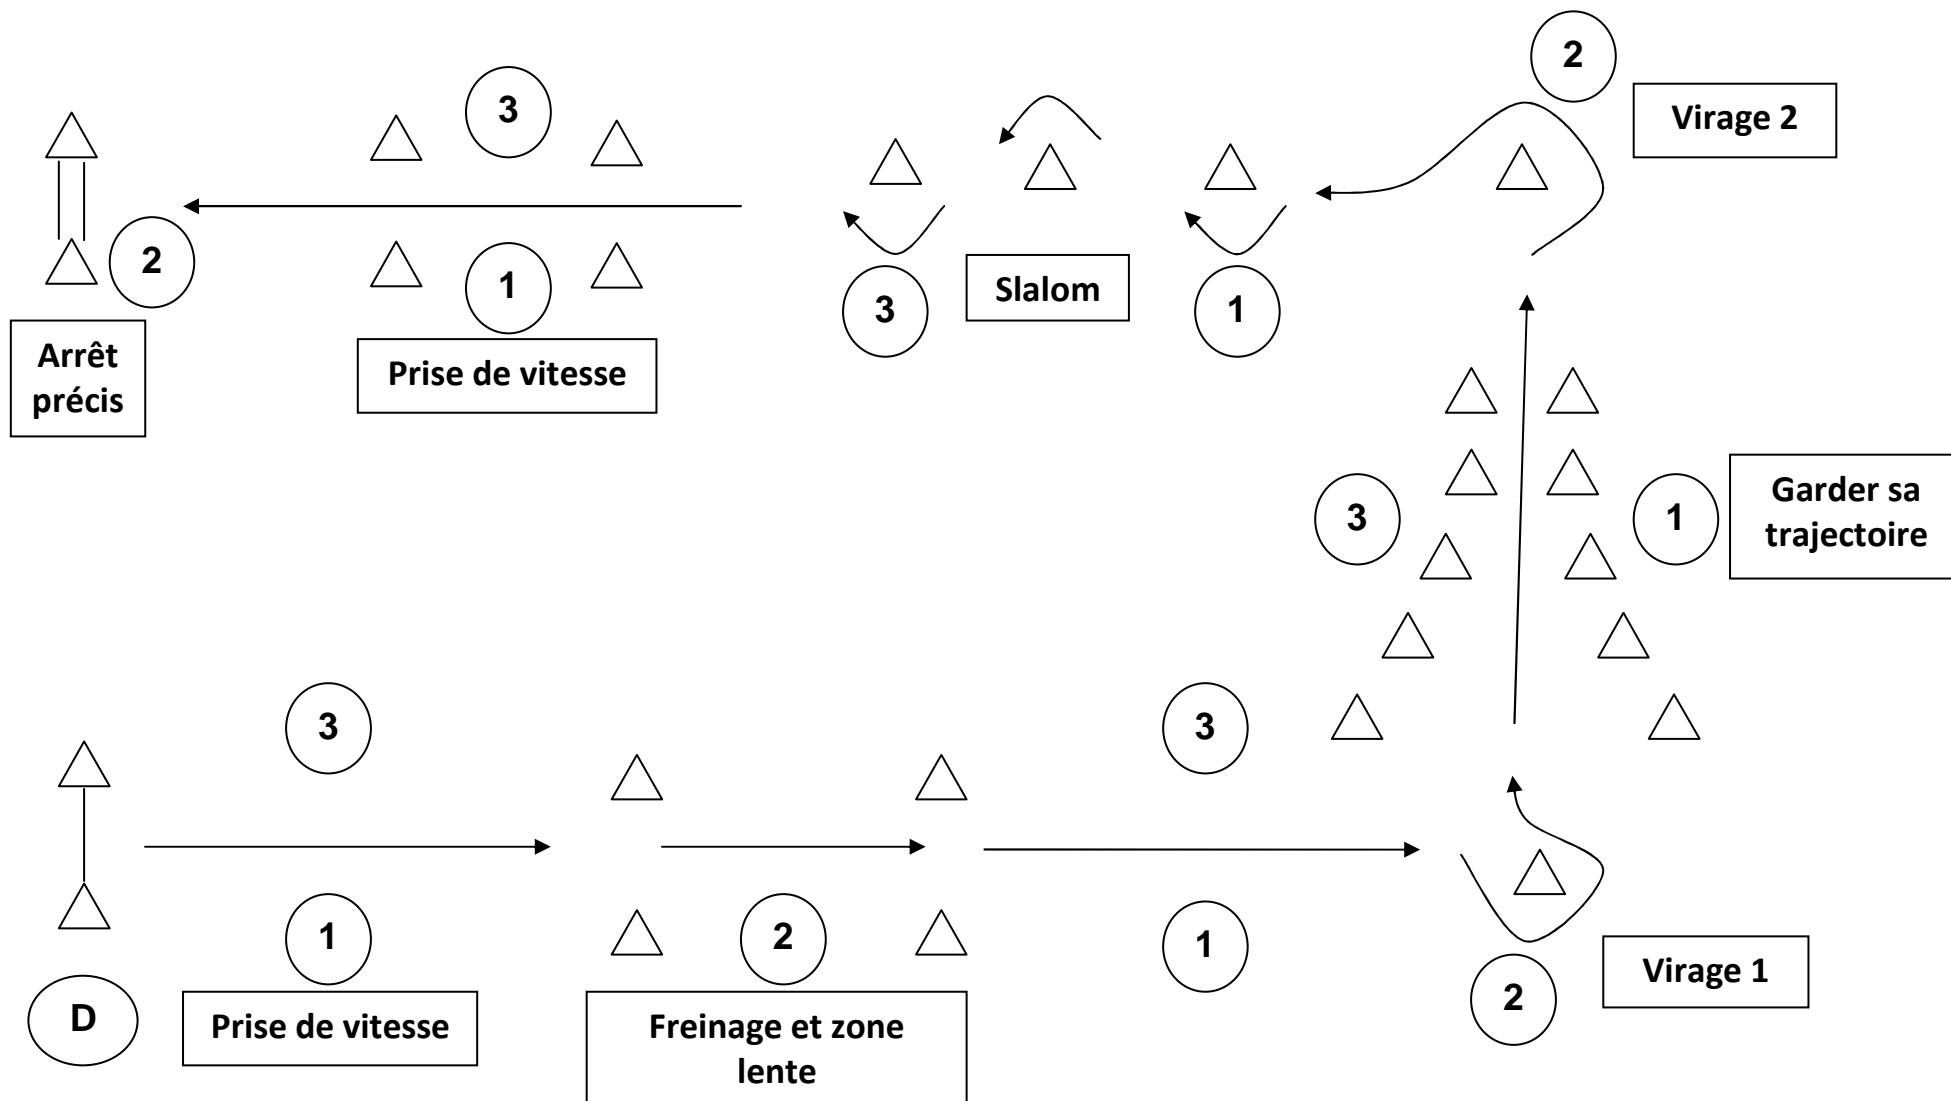 2
Virage 2
3
2
Arrêt
précis
1
Prise de vitesse
3
Slalom
1
3
1
Garder sa
trajectoire
3
3
D
1
Prise de vitesse
2
Freinage et zone
lente
1
2
Virage 1